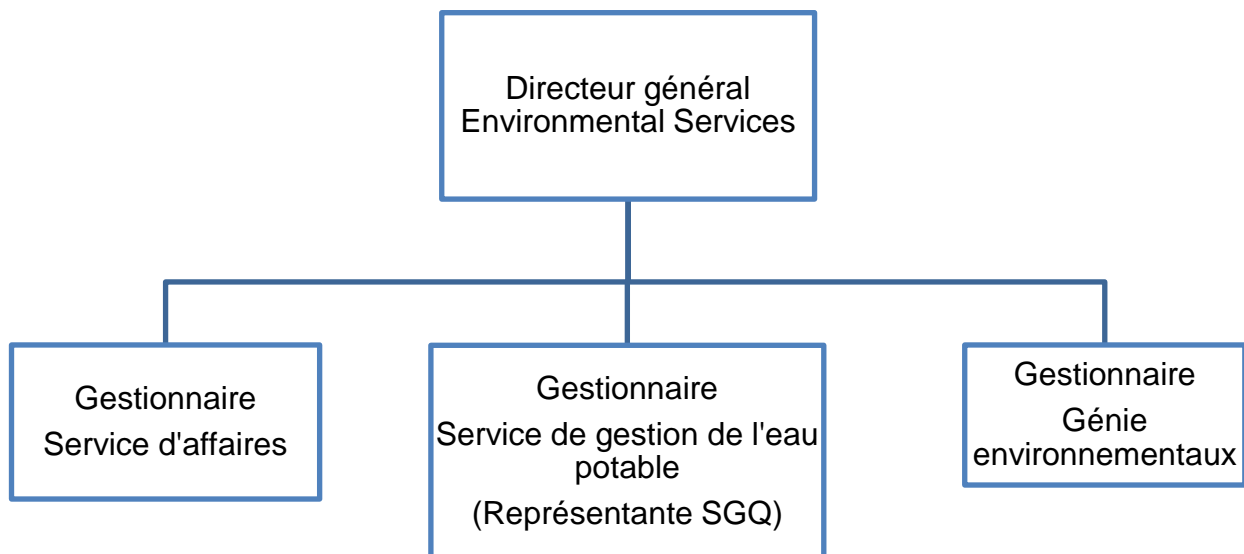 Directeur général
Environmental Services
Gestionnaire
Service d'affaires
Gestionnaire
Service de gestion de l'eau
potable
(Représentante SGQ)
Gestionnaire
Génie
environnementaux